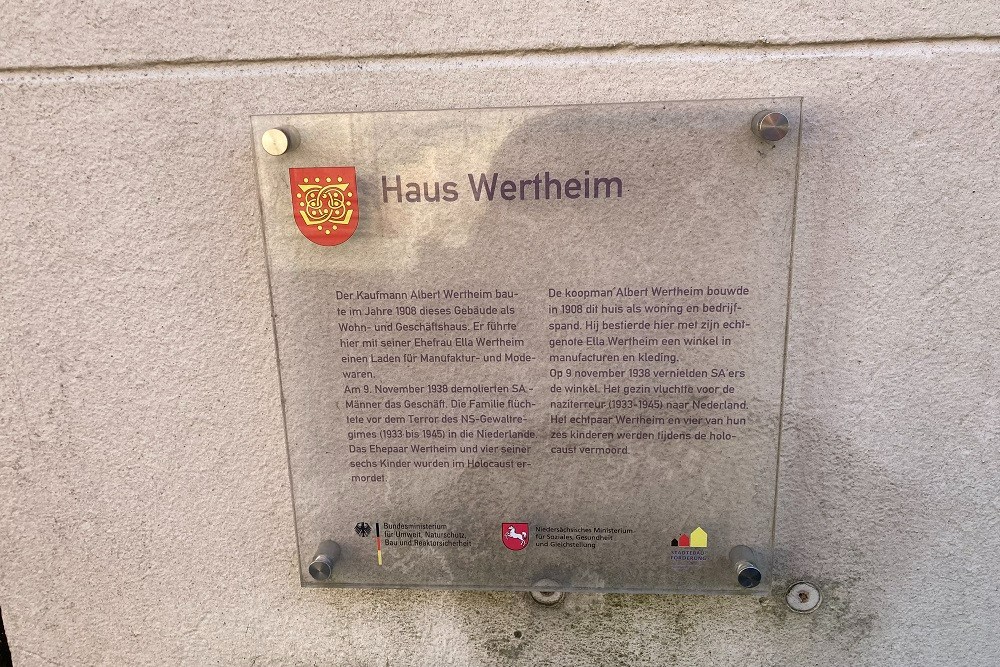 Haus Wertheim
Der Kaufmann Albert Wertheim bau-
te im Jahre 1908 dieses Gebäude als
Wohn- und Geschäftshaus. Er führte
hier mit seiner Ehefrau Ella Wertheim
einen Laden für Manufaktur- und Mode-
waren.
Am 9. November 1938 demolierten SA -
Männer das Geschäft. Die Familie flüch-
tete vor dem Terror des NS-Gewaltre-
gimes (1933 bis 1945) in die Niederlande
Das Ehepaar Wertheim und vier seiner
sechs Kinder wurden im Holocaust er-
mordet.
De koopman Albert Wertheim bouwde
in 1908 dit huis als woning en bedrijf-
spand. Hij bestierde hier met zijn echt-
genote Ella Wertheim een winkel in
manufacturen en kleding.
Op 9 november 1938 vernielden SA'ers
de winkel. Het gezin vluchtte voor de
naziterreur (1933-1945) naar Nederland.
Het echtpaar Wertheim en vier van hun
zes kinderen werden tijdens de holo-
caust vermoord.
Bundesministerium
für Umwelt, Naturschutz,
Bau und Reaktorsicherheit
Niedersächsisches Ministerium
für Soziales, Gesundheit
und Gleichstellung
STÄDTEBAU-
FÖRDERUNG